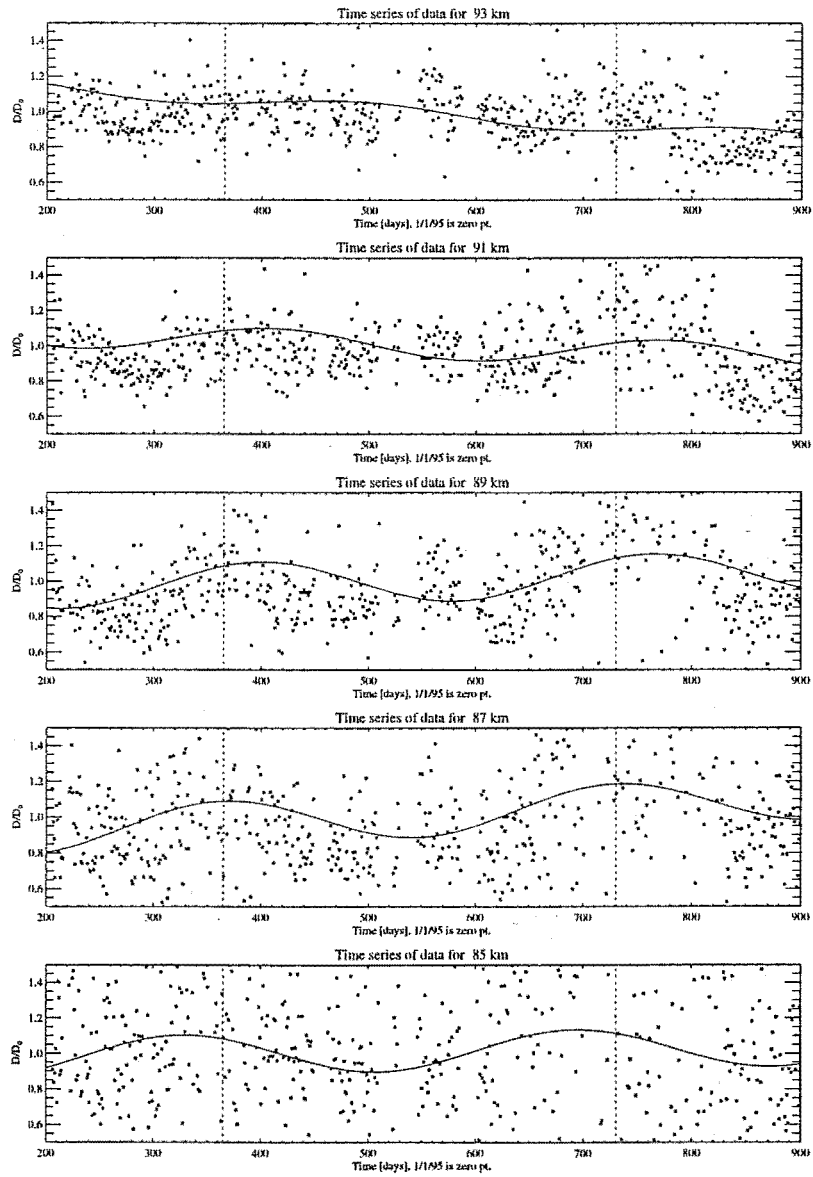 Time series of data for 93 km
D/D₀
1.4
1.2
1.0
0.8
0.6
200 300 400 500 600 700 800 900
Time [days], 1/1/95 is zero pt.
Time series of data for 91 km
D/D₀
1.4
1.2
1.0
0.8
0.6
200 300 400 500 600 700 800 900
Time [days], 1/1/95 is zero pt.
Time series of data for 89 km
D/D₀
1.4
1.2
1.0
0.8
0.6
200 300 400 500 600 700 800 900
Time [days], 1/1/95 is zero pt.
Time series of data for 87 km
D/D₀
1.4
1.2
1.0
0.8
0.6
200 300 400 500 600 700 800 900
Time [days], 1/1/95 is zero pt.
Time series of data for 85 km
D/D₀
1.4
1.2
1.0
0.8
0.6
200 300 400 500 600 700 800 900
Time [days], 1/1/95 is zero pt.